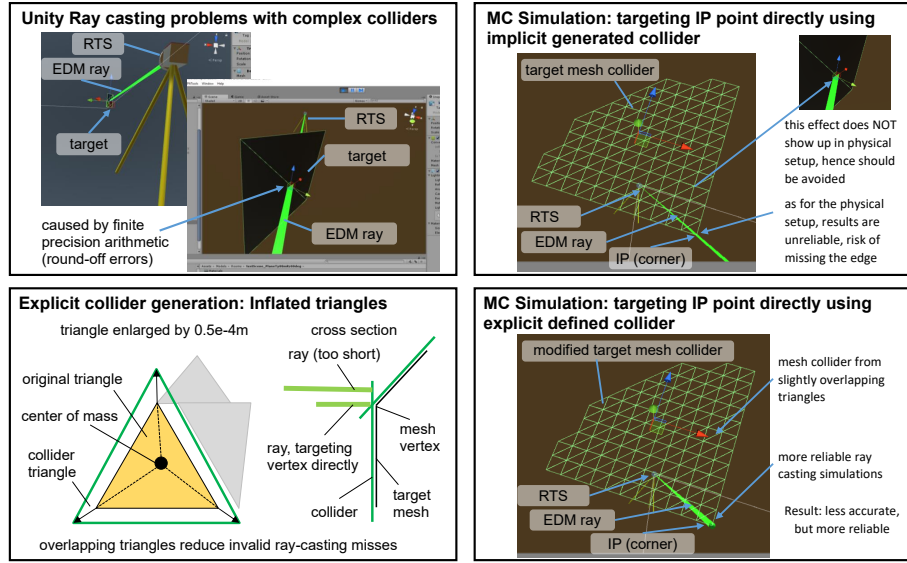 Unity Ray casting problems with complex colliders
RTS
EDM ray
target
RTS
target
EDM ray
caused by finite
precision arithmetic
(round-off errors)
MC Simulation: targeting IP point directly using
implicit generated collider
target mesh collider
this effect does NOT
show up in physical
setup, hence should
be avoided
RTS
EDM ray
IP (corner)
as for the physical
setup, results are
unreliable, risk of
missing the edge
Explicit collider generation: Inflated triangles
triangle enlarged by 0.5e-4m
original triangle
center of mass
collider
triangle
cross section
ray (too short)
ray, targeting
vertex directly
mesh
vertex
collider
target
mesh
overlapping triangles reduce invalid ray-casting misses
MC Simulation: targeting IP point directly using
explicit defined collider
modified target mesh collider
mesh collider from
slightly overlapping
triangles
more reliable ray
casting simulations
RTS
EDM ray
IP (corner)
Result: less accurate,
but more reliable